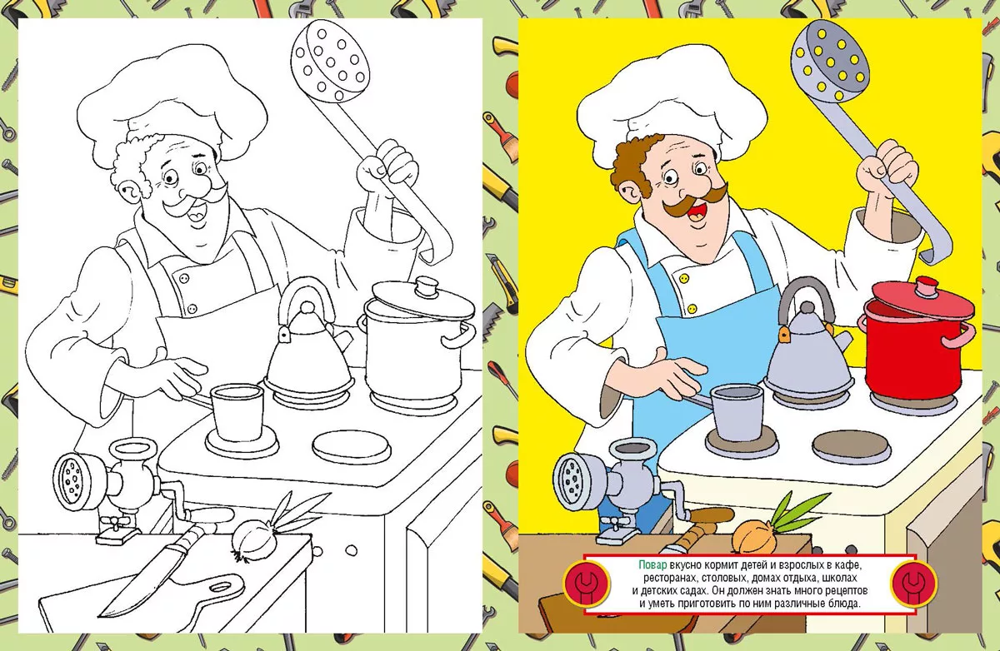 Повар вкусно кормит детей и взрослых в кафе,
ресторанах, столовых, домах отдыха, школах
и детских садах. Он должен знать много рецептов
и уметь приготовить по ним различные блюда.